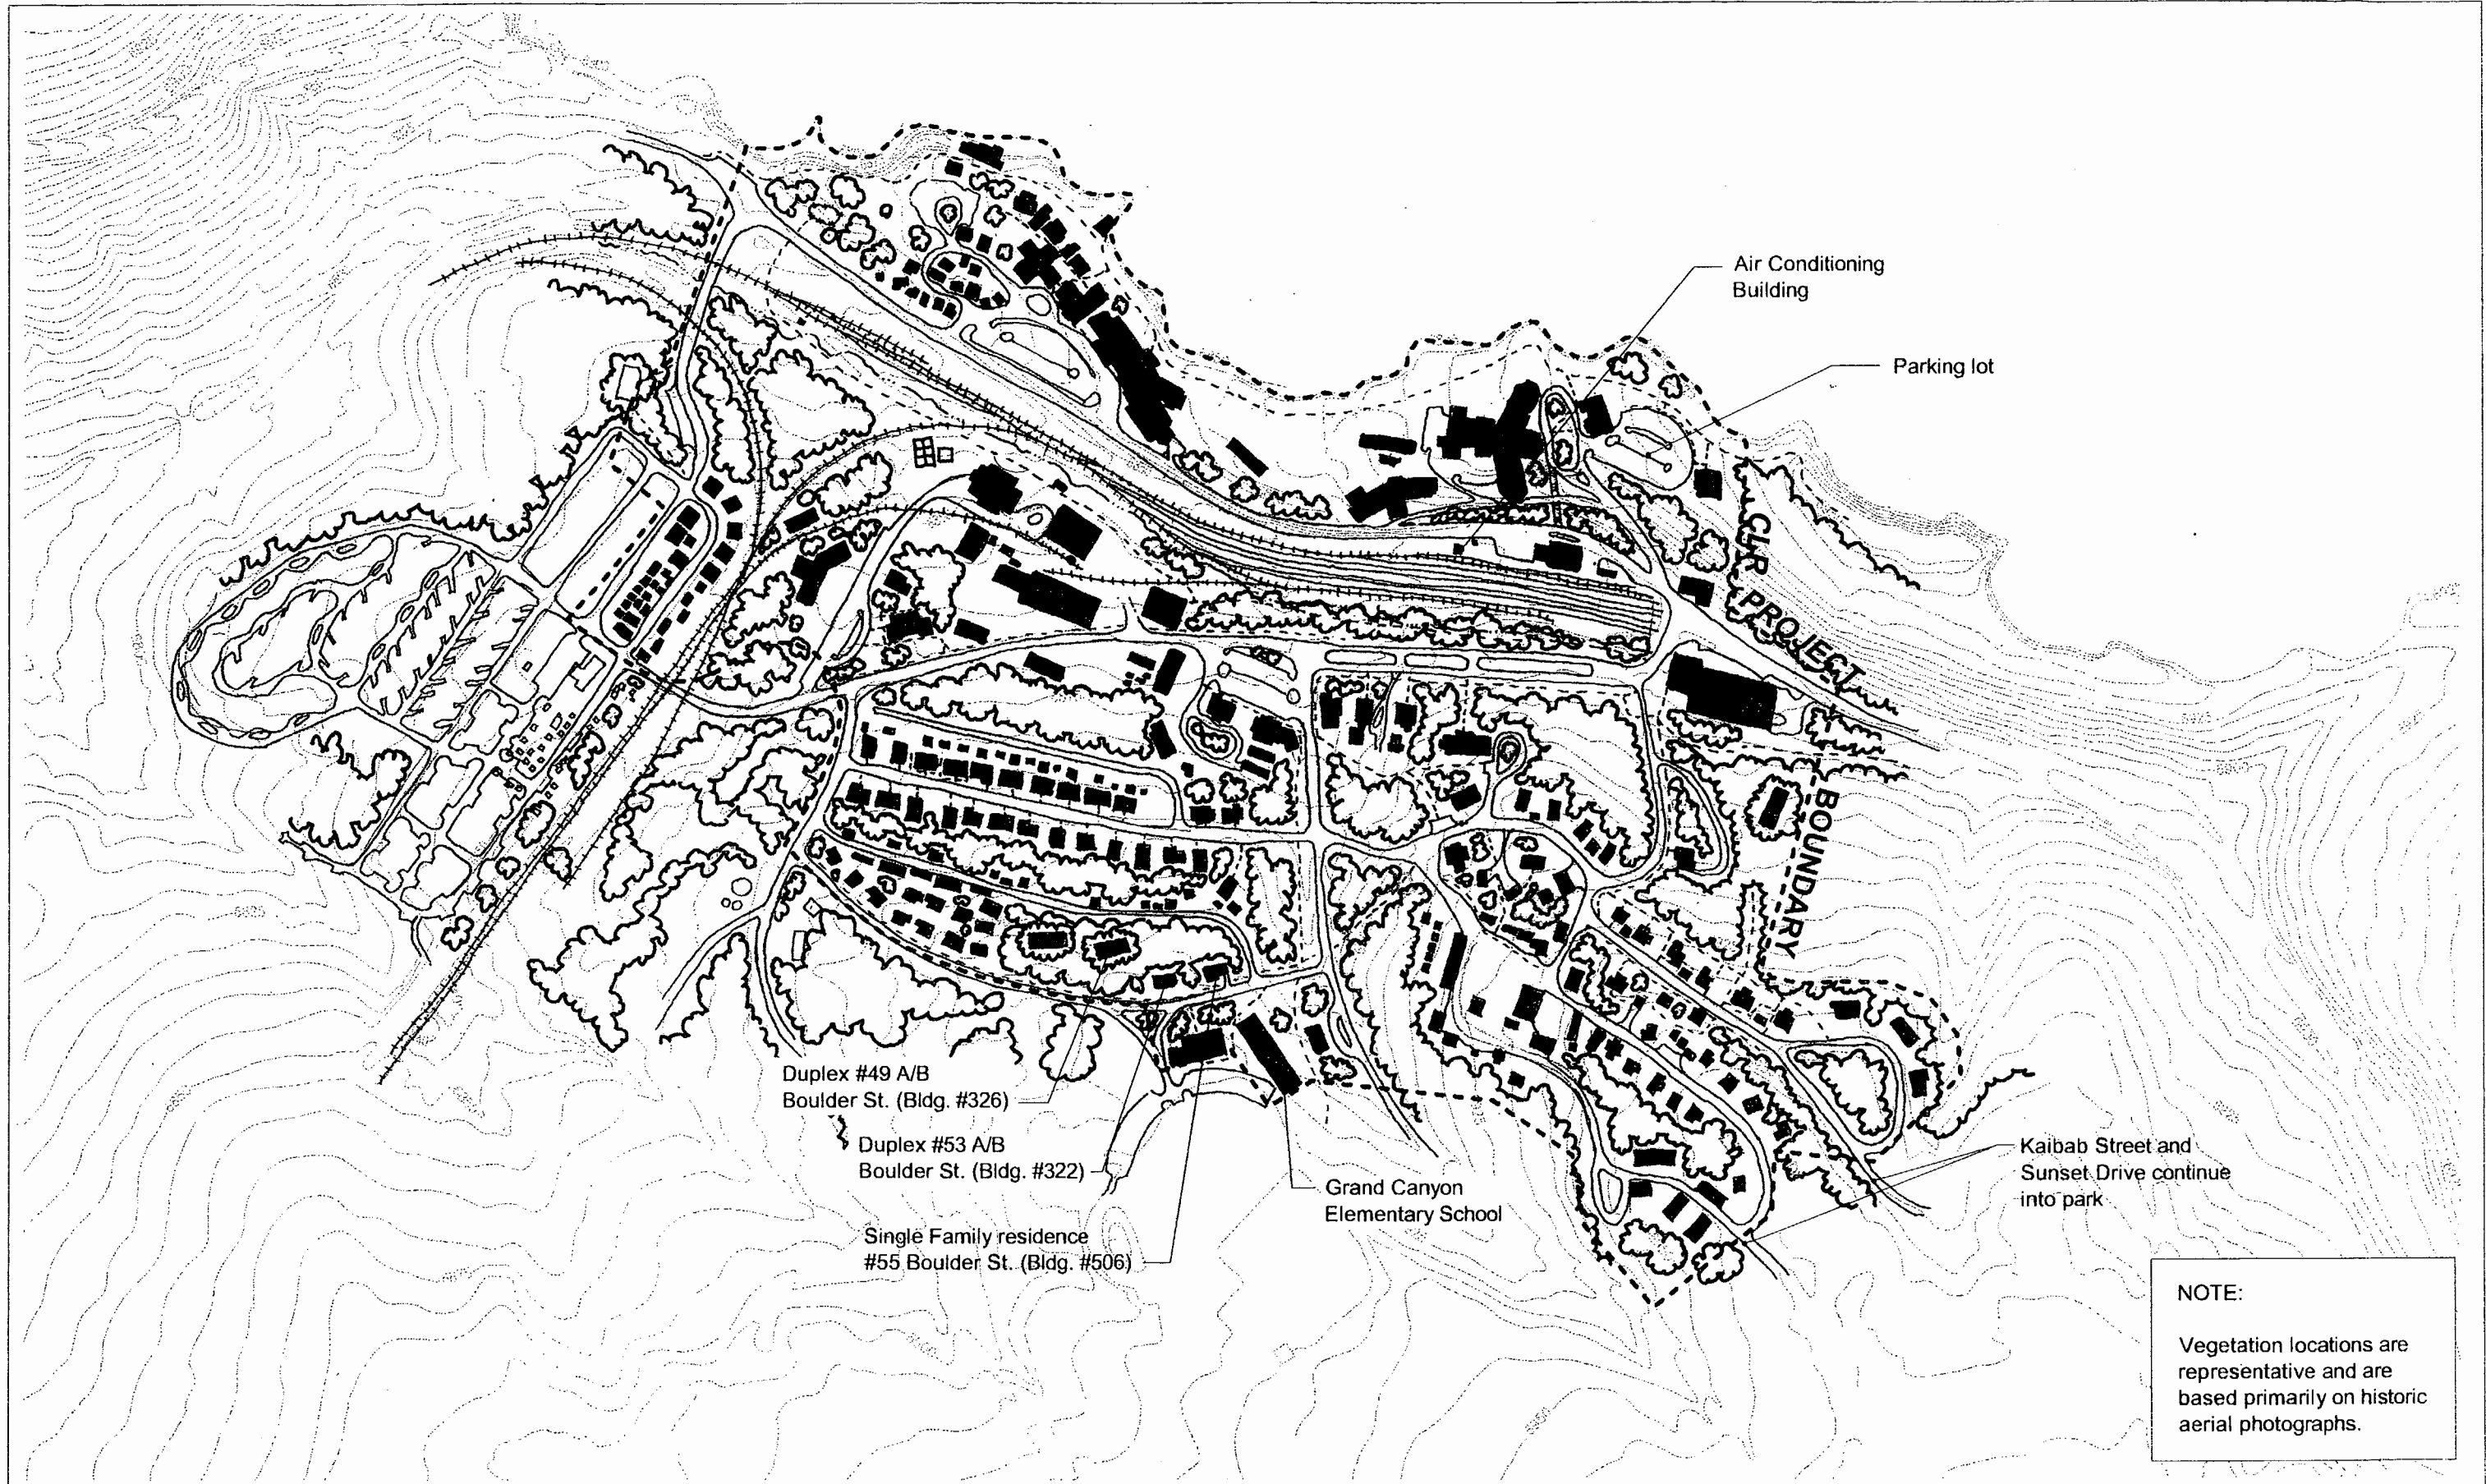 Air Conditioning
Building
Parking lot
CLR
PROJECT
BOUNDARY
Duplex #49 A/B
Boulder St. (Bldg. #326)
Duplex #53 A/B
Boulder St. (Bldg. #322)
Single Family residence
#55 Boulder St. (Bldg. #506)
Grand Canyon
Elementary School
Kaibab Street and
Sunset Drive continue
into park
NOTE:
Vegetation locations are
representative and are
based primarily on historic
aerial photographs.